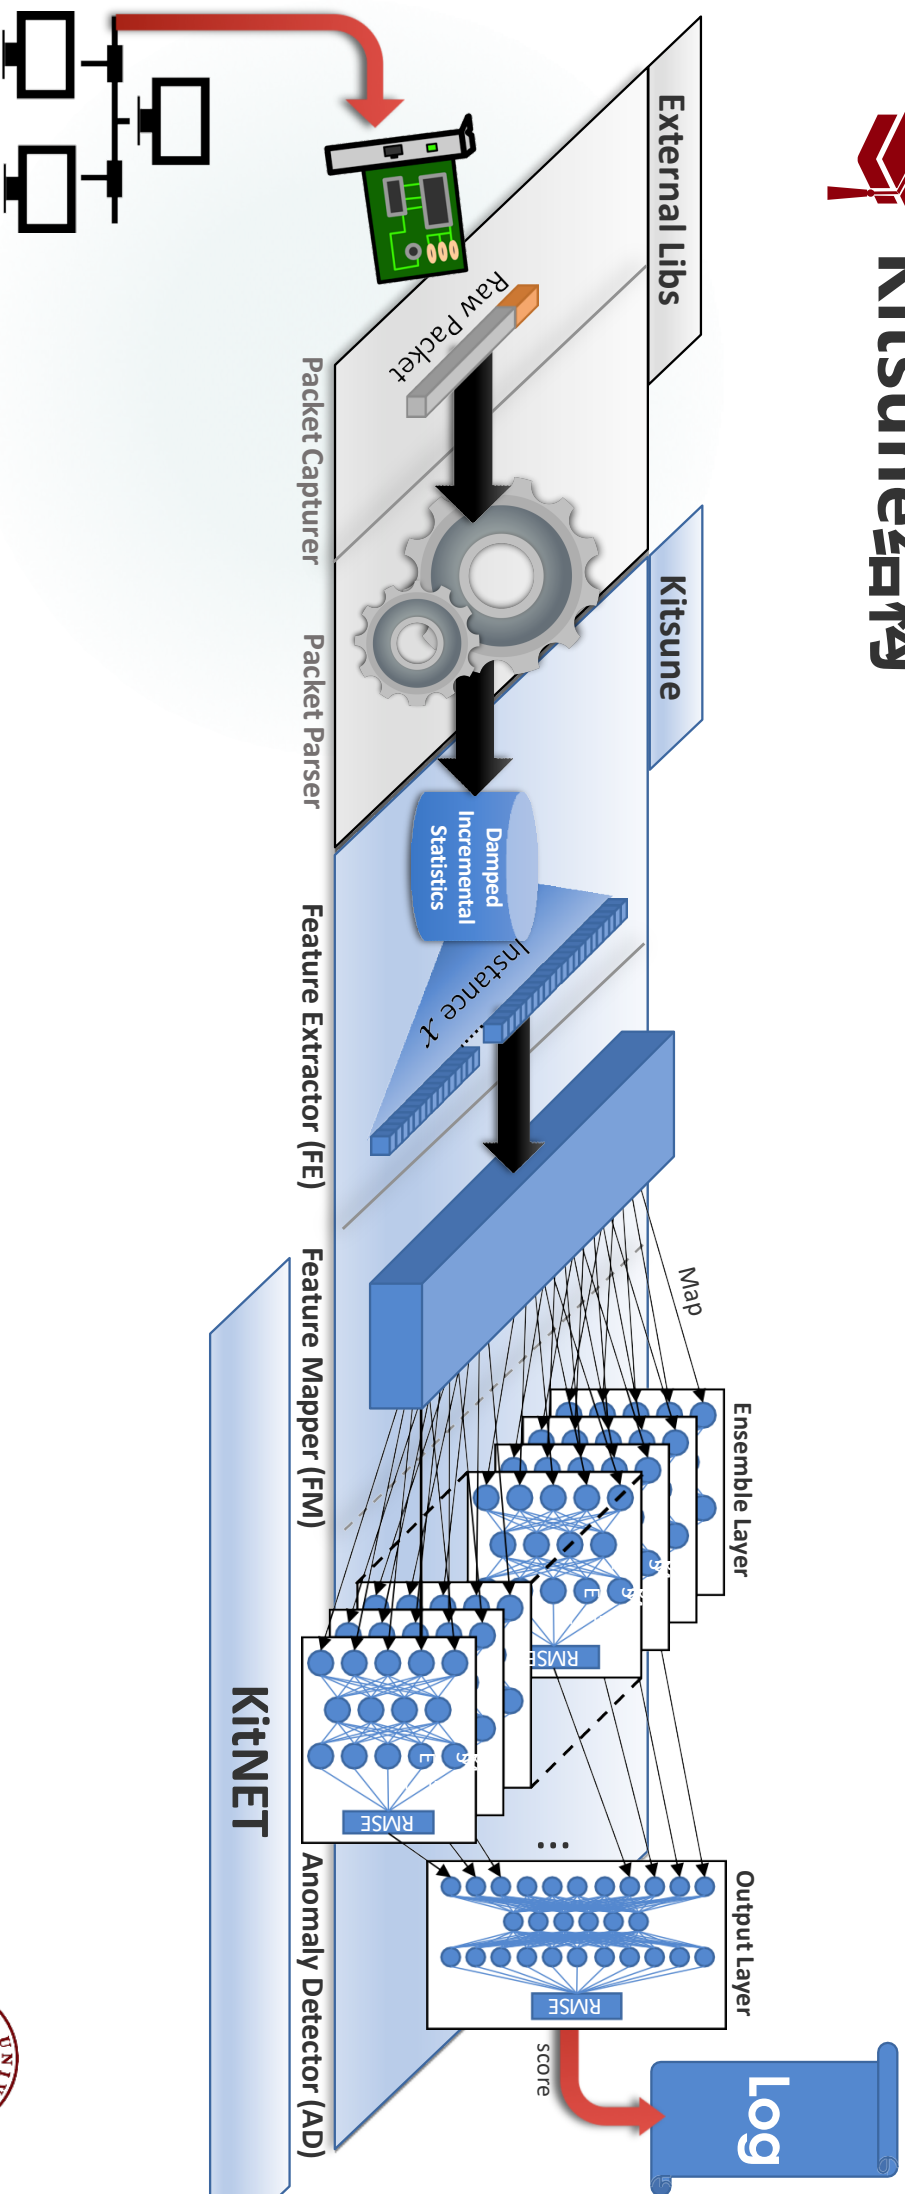 Kitsune结构
External Libs
Kitsune
Raw Packet
Damped
Incremental
Statistics
Instance x
Map
Ensemble Layer
RMSE
RMSE
...
Output Layer
RMSE
score
Log
Packet Capturer
Packet Parser
Feature Extractor (FE)
Feature Mapper (FM)
Anomaly Detector (AD)
KitNET